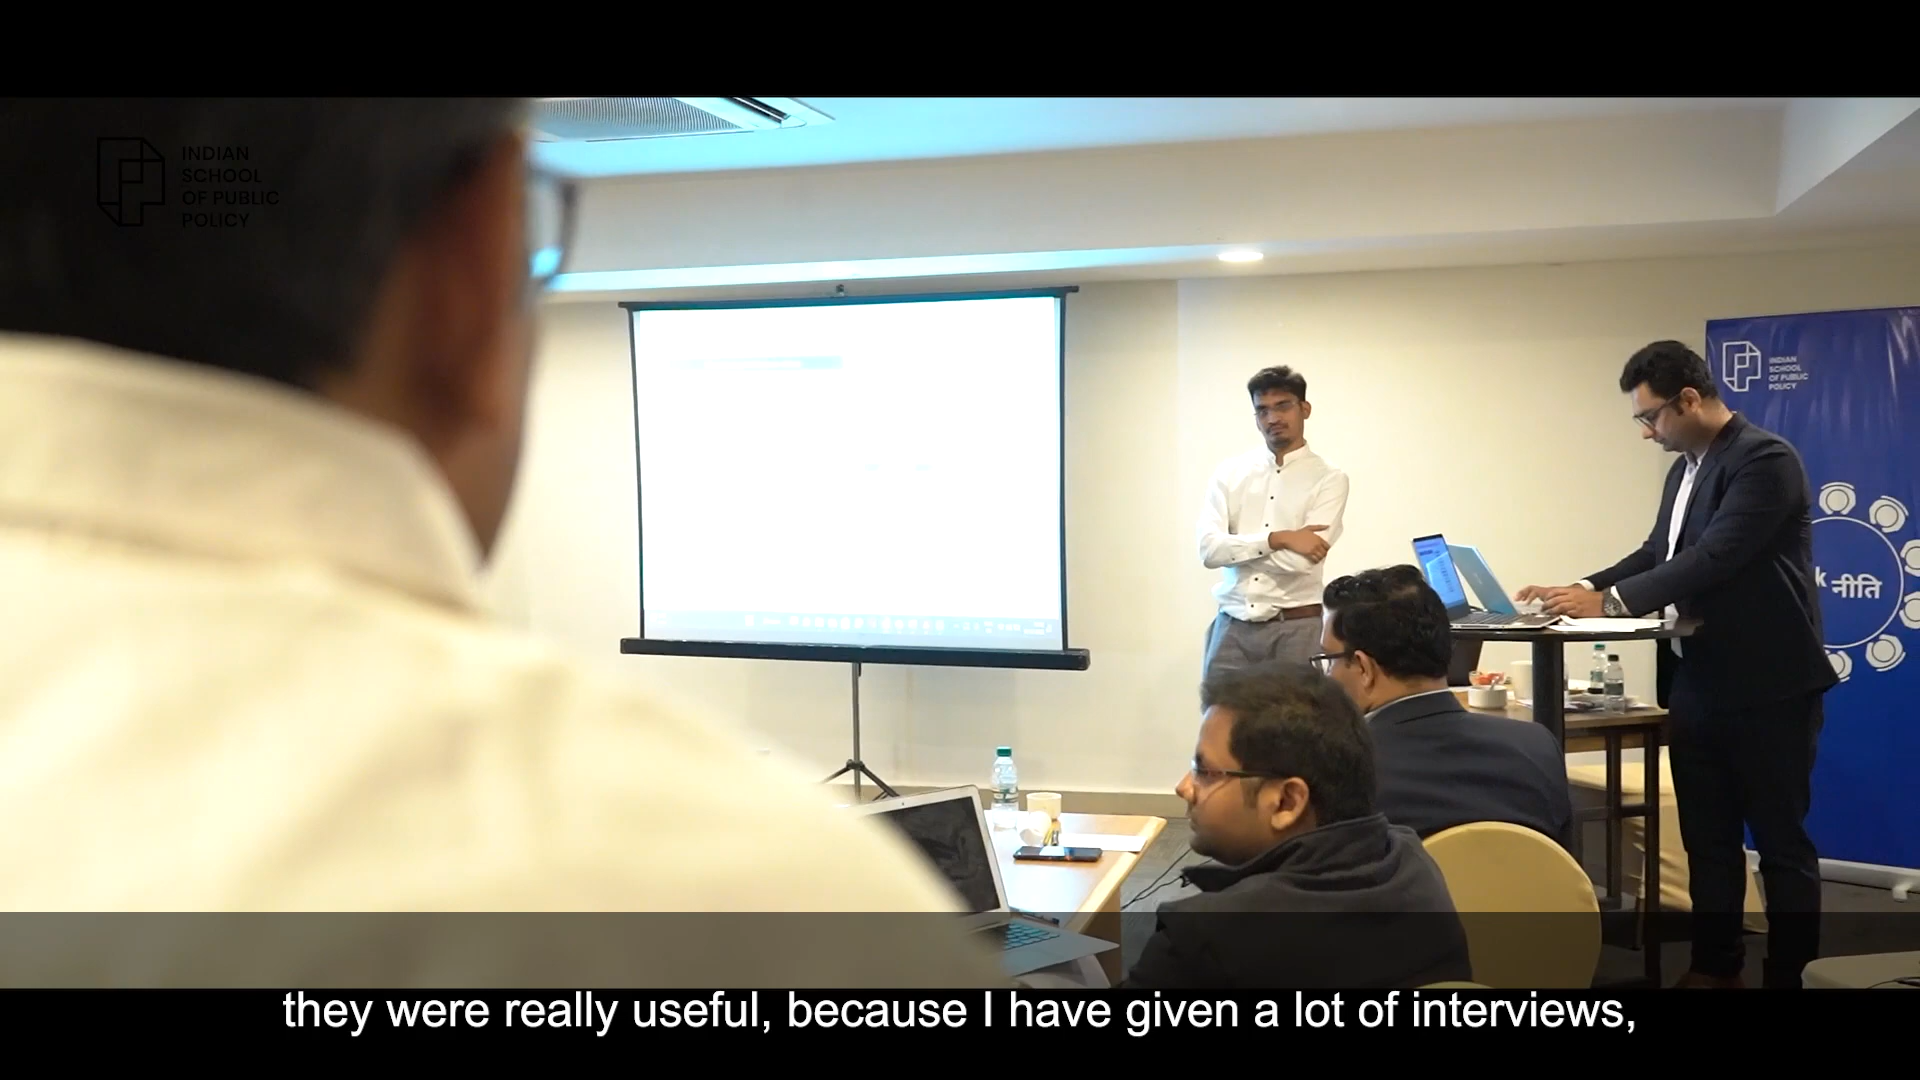 INDIAN
SCHOOL
OF PUBLIC
POLICY
INDIAN
SCHOOL
OF PUBLIC
POLICY
k नीति
they were really useful, because I have given a lot of interviews,